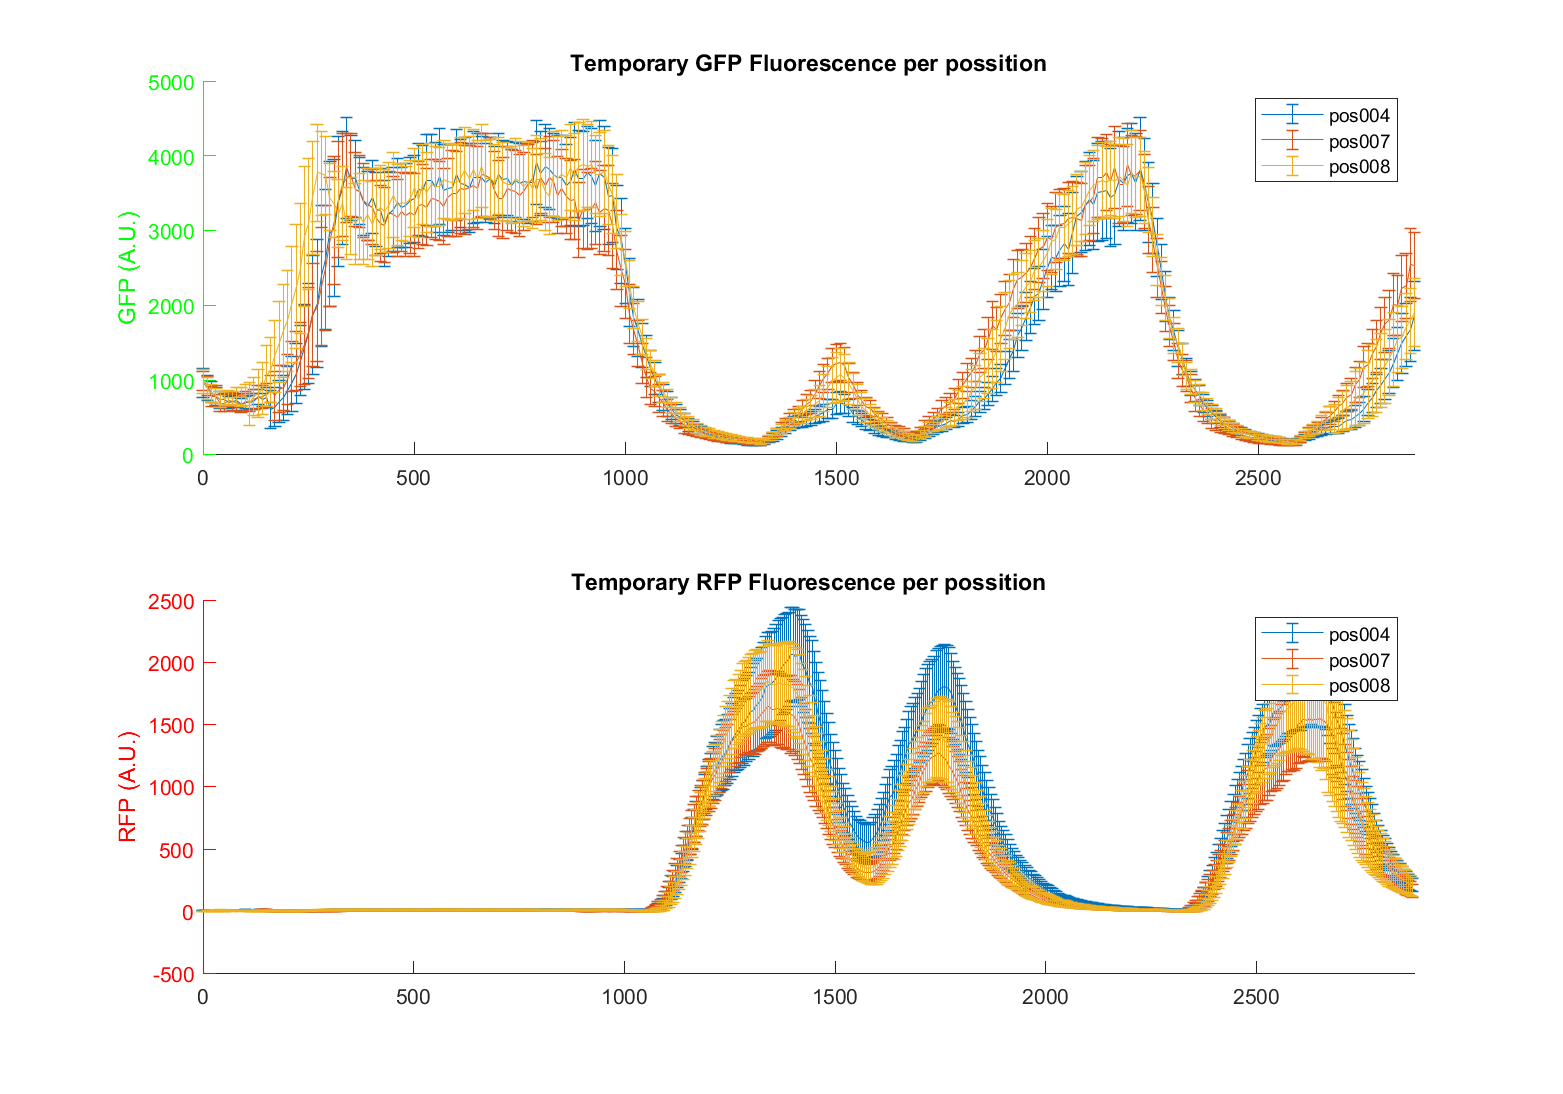 Temporary GFP Fluorescence per possition
5000
4000
3000
2000
1000
0
GFP (A.U.)
0 500 1000 1500 2000 2500
pos004
pos007
pos008
Temporary RFP Fluorescence per possition
2500
2000
1500
1000
500
0
-500
RFP (A.U.)
0 500 1000 1500 2000 2500
pos004
pos007
pos008